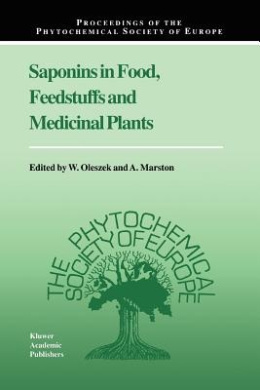 PROCEEDINGS OF THE
PHYTOCHEMICAL SOCIETY OF EUROPE
Saponins in Food,
Feedstuffs and
Medicinal Plants
Edited by W. Oleszek and A. Marston
THE PHYTOCHEMICAL
SOCIETY OF EUROPE
Kluwer
Academic
Publishers